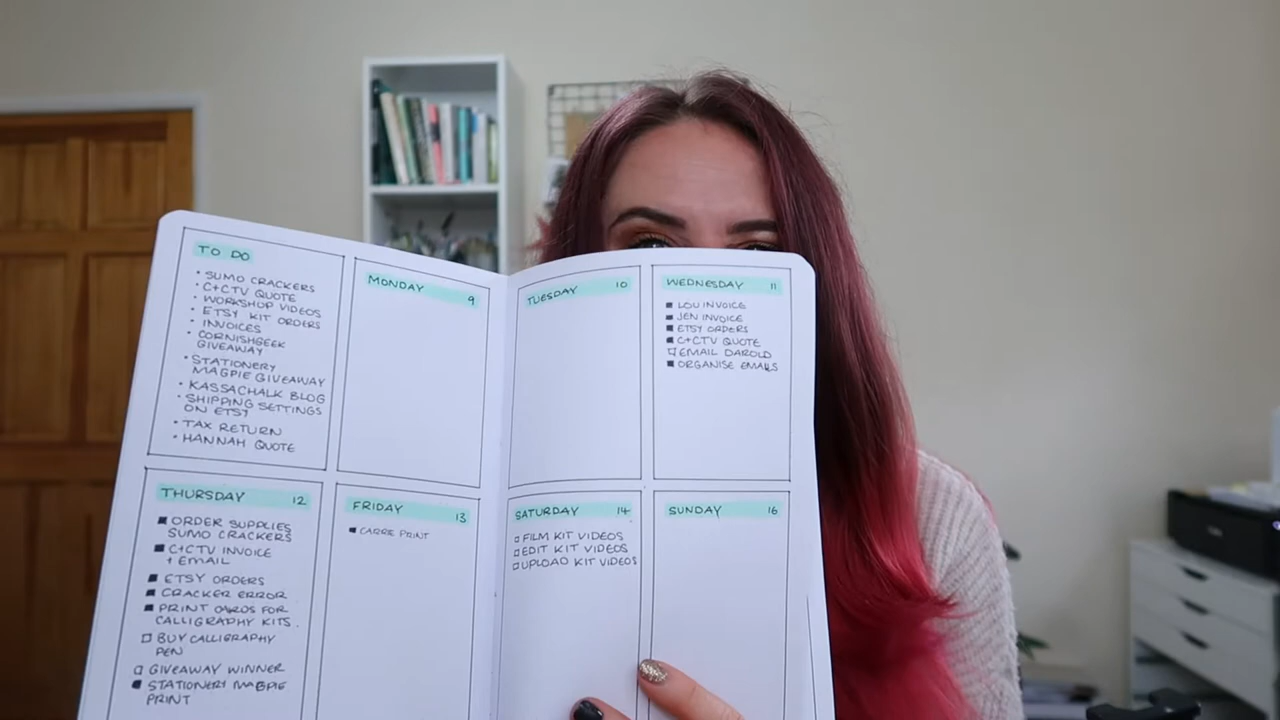 TO DO
• SUMO CRACKERS
• C+CTV QUOTE
• WORKSHOP VIDEOS
• ETSY KIT ORDERS
• INVOICES
• CORNISHGEEK
GIVEAWAY
• STATIONERY
MAGPIE GIVEAWAY
• KASSACHALK BLOG
• SHIPPING SETTINGS
ON ETSY
• TAX RETURN
• HANNAH QUOTE
MONDAY 9
TUESDAY 10
WEDNESDAY 11
LOU INVOICE
JEN INVOICE
ETSY ORDERS
C+CTV QUOTE
EMAIL DAROLD
ORGANISE EMAILS
THURSDAY 12
ORDER SUPPLIES
SUMO CRACKERS
C+CTV INVOICE
+ EMAIL
ETSY ORDERS
CRACKER ERROR
PRINT CARDS FOR
CALLIGRAPHY KITS.
BUY CALLIGRAPHY
PEN
GIVEAWAY WINNER
STATIONERY MAGPIE
PRINT
FRIDAY 13
CARRIE PRINT
SATURDAY 14
FILM KIT VIDEOS
EDIT KIT VIDEOS
UPLOAD KIT VIDEOS
SUNDAY 16